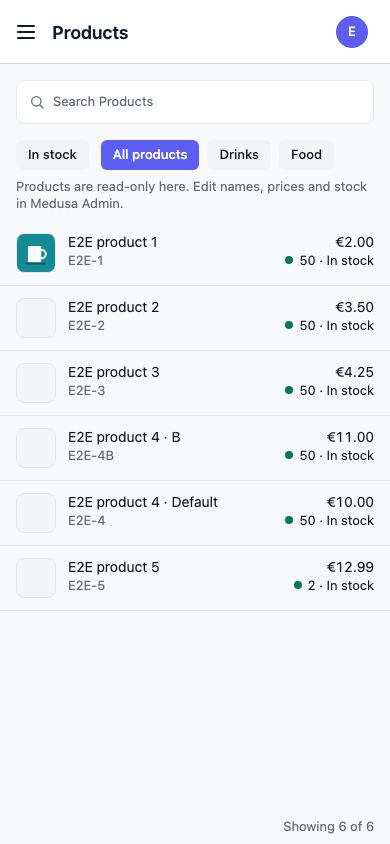 Products
E
Search Products
In stock
All products
Drinks
Food
Products are read-only here. Edit names, prices and stock
in Medusa Admin.
E2E product 1
€2.00
E2E-1
50 · In stock
E2E product 2
€3.50
E2E-2
50 · In stock
E2E product 3
€4.25
E2E-3
50 · In stock
E2E product 4 · B
€11.00
E2E-4B
50 · In stock
E2E product 4 · Default
€10.00
E2E-4
50 · In stock
E2E product 5
€12.99
E2E-5
2 · In stock
Showing 6 of 6